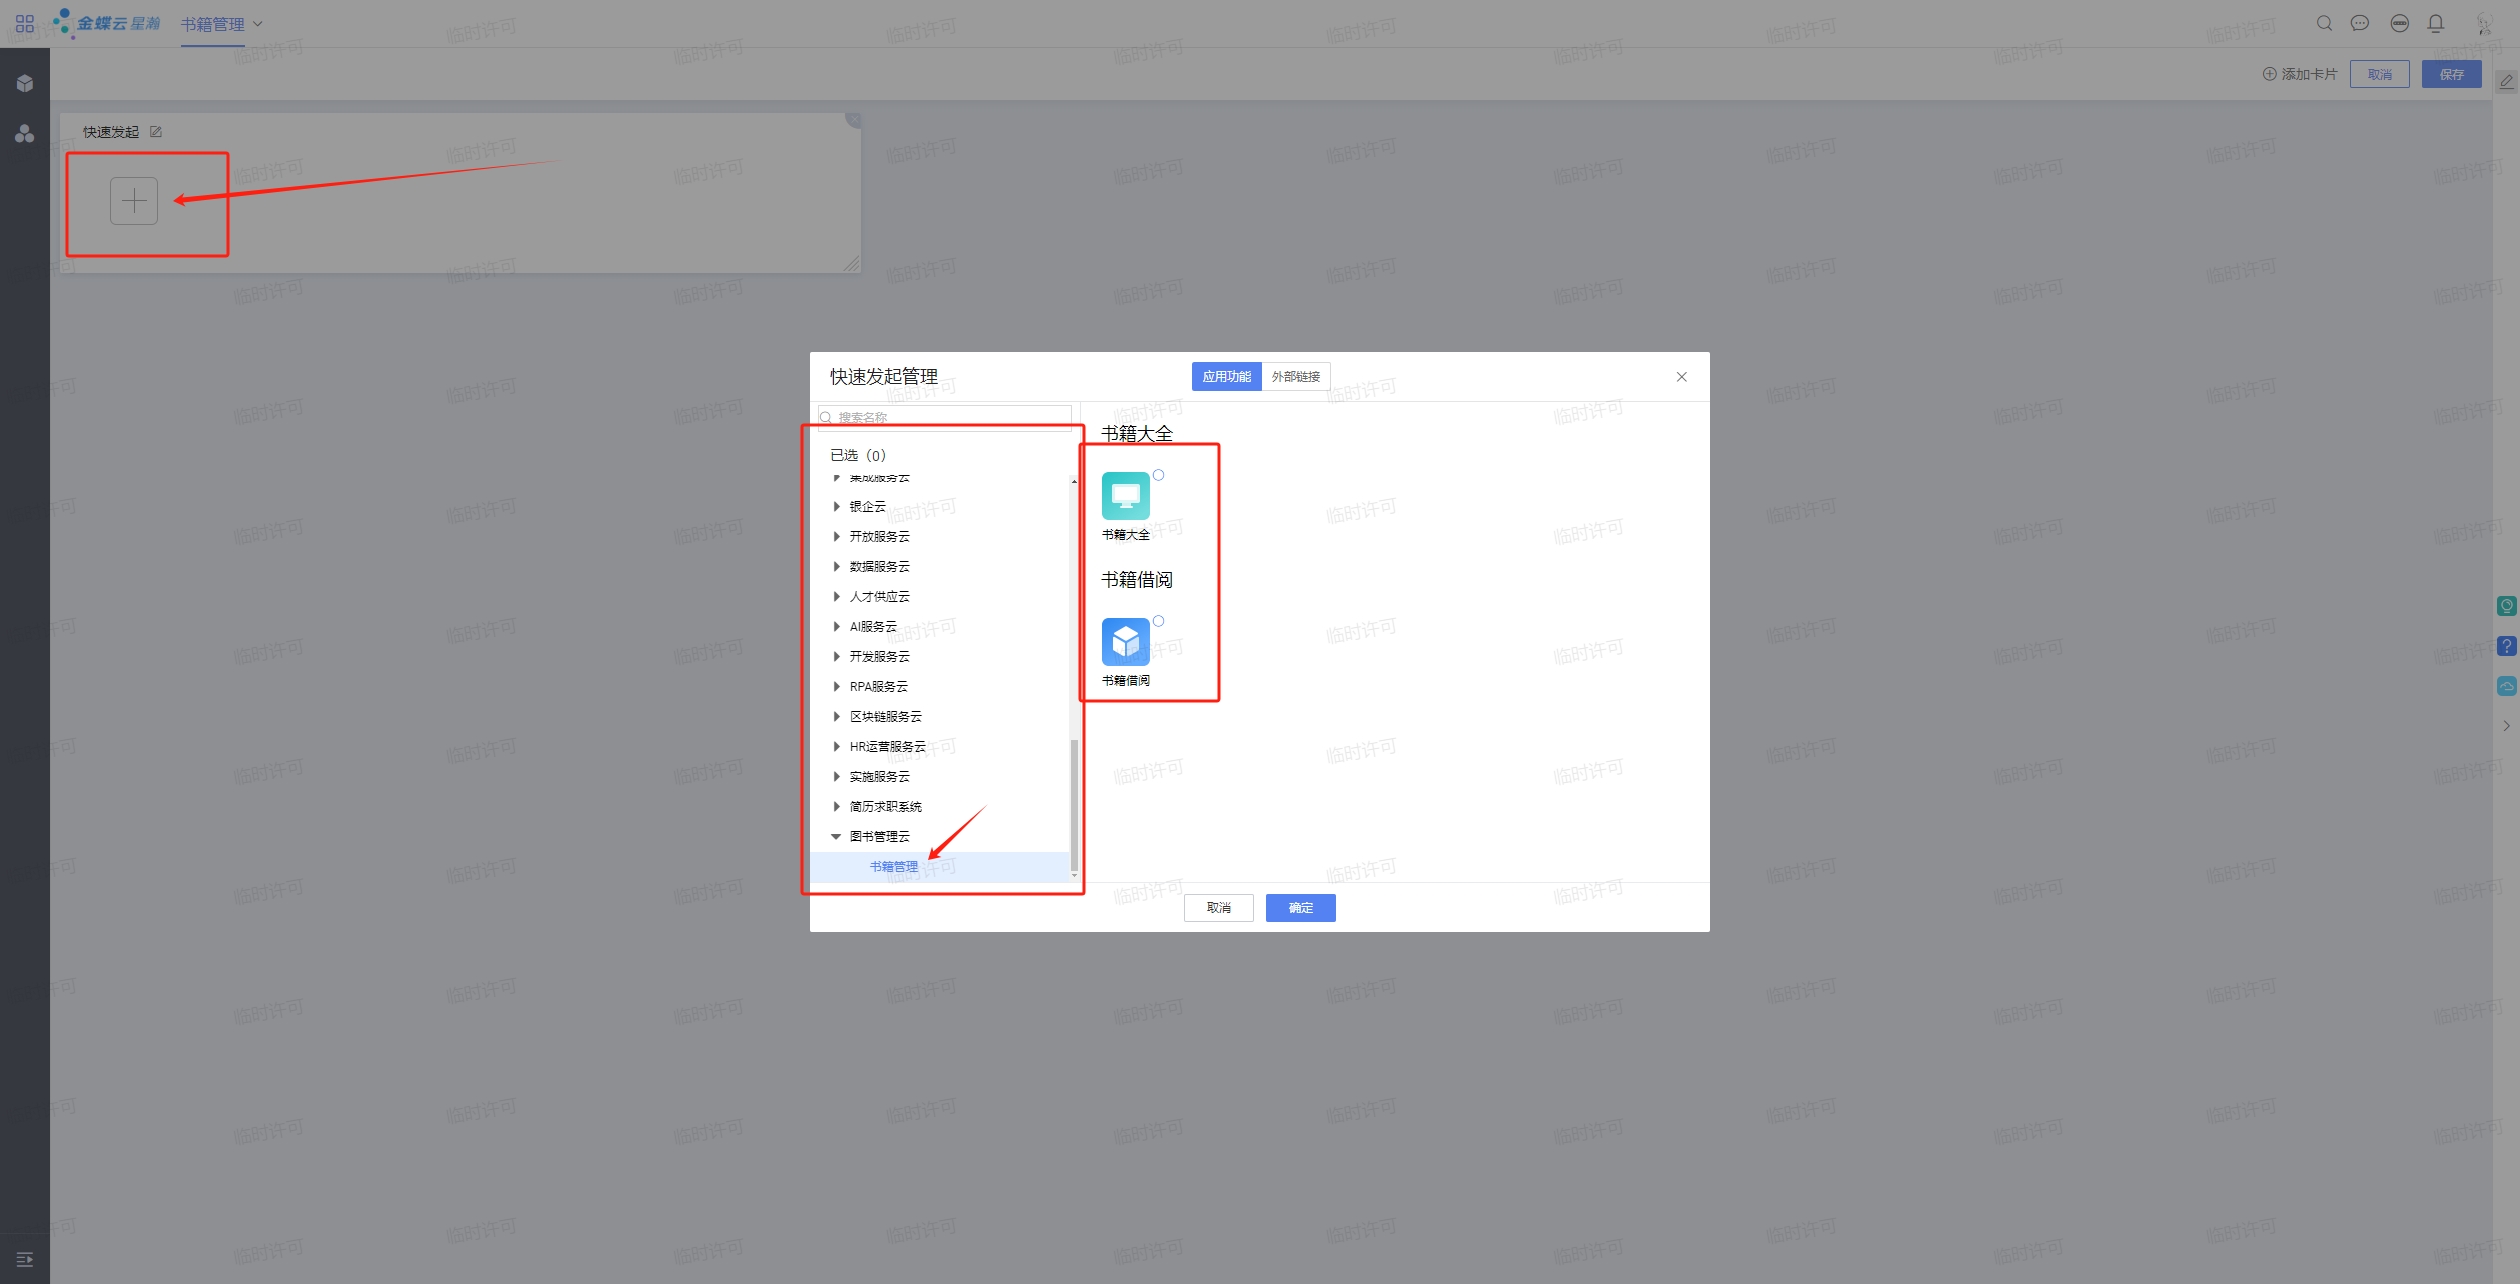 金蝶云星瀚
书籍管理
添加卡片
取消
保存
快速发起
快速发起管理
应用功能
外部链接
搜索名称
已选（0）
集成服务云
银企云
开放服务云
数据服务云
人才供应云
AI服务云
开发服务云
RPA服务云
区块链服务云
HR运营服务云
实施服务云
简历求职系统
图书管理云
书籍管理
书籍大全
书籍大全
书籍借阅
书籍借阅
取消
确定
临时许可